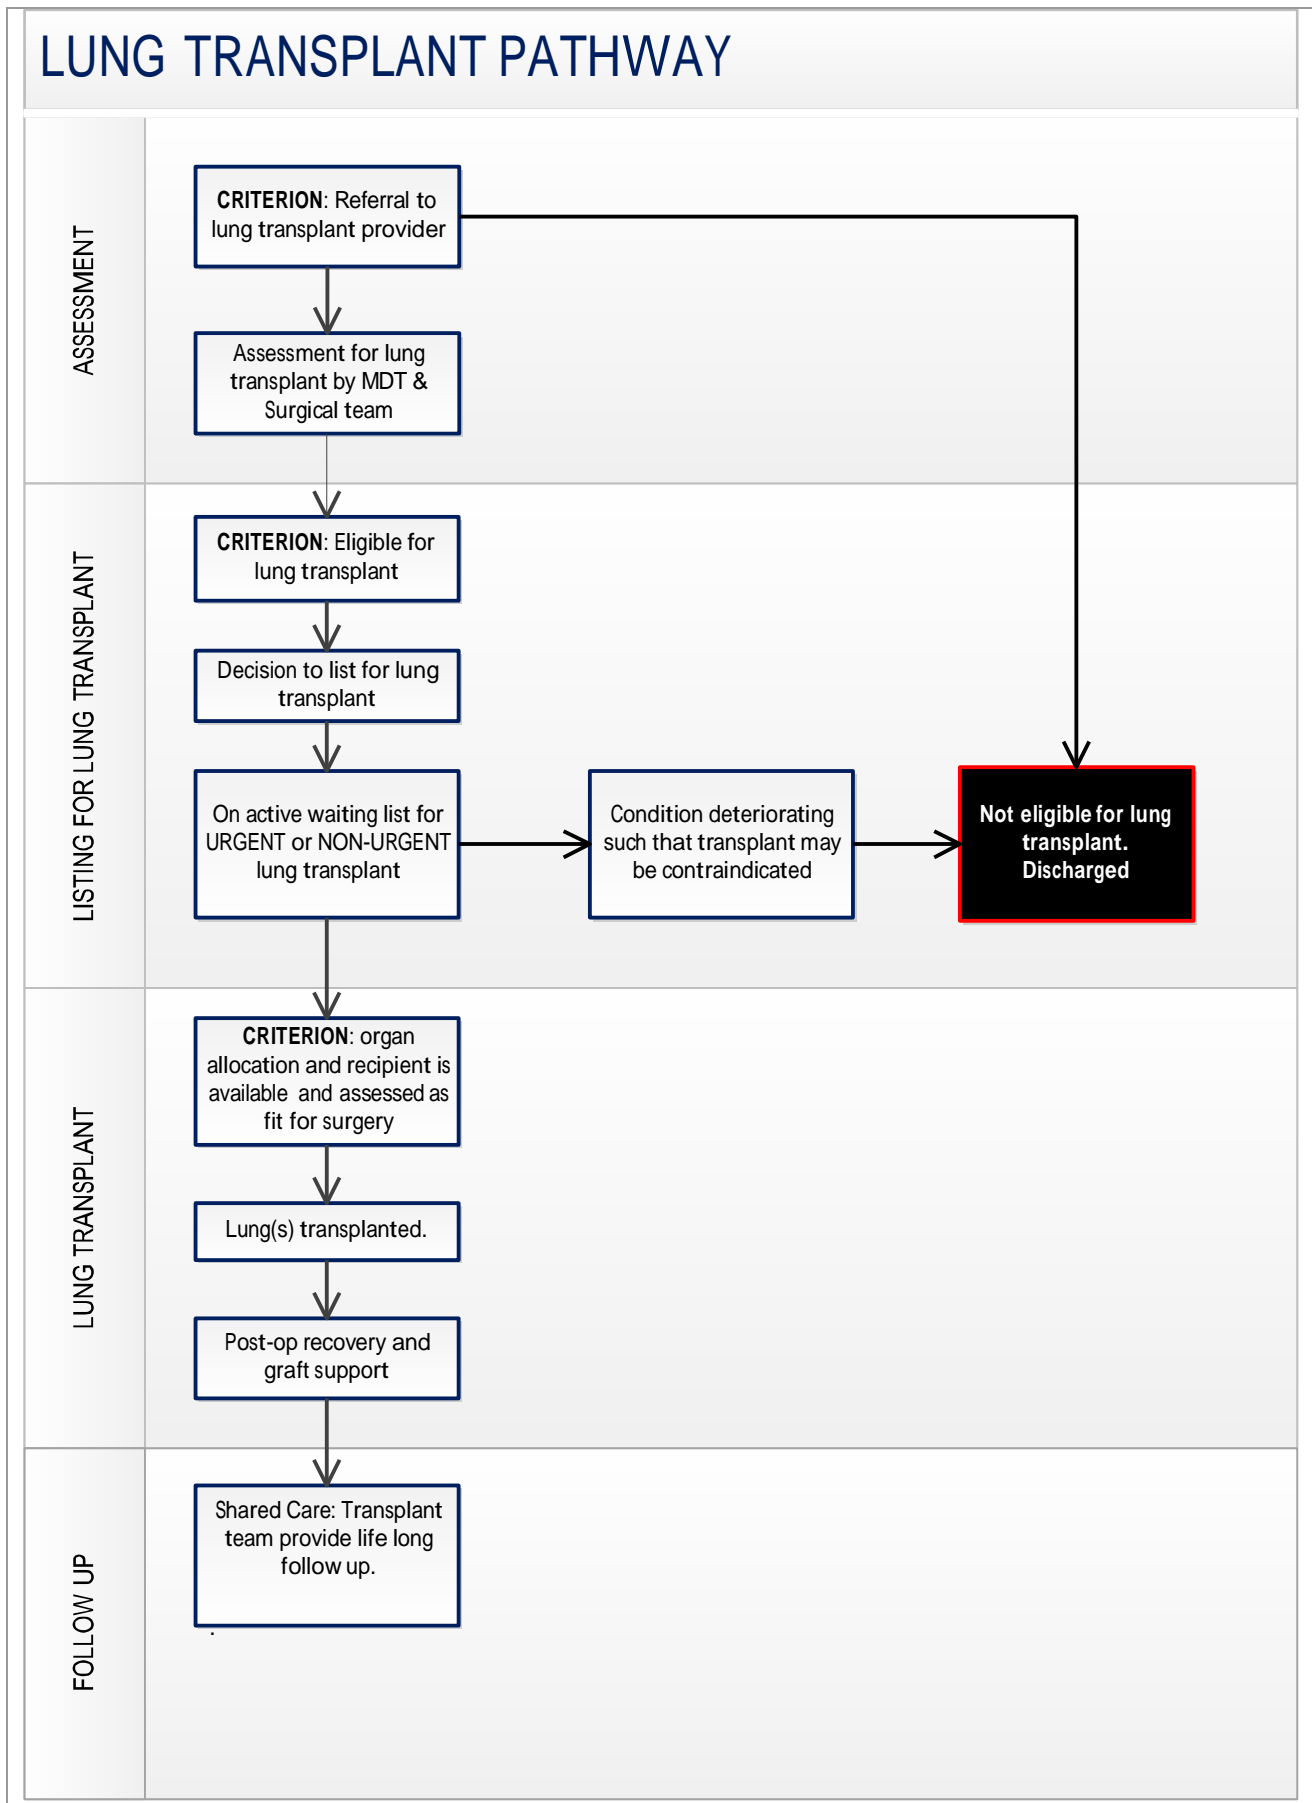 LUNG TRANSPLANT PATHWAY
ASSESSMENT
CRITERION: Referral to
lung transplant provider
Assessment for lung
transplant by MDT &
Surgical team
LISTING FOR LUNG TRANSPLANT
CRITERION: Eligible for
lung transplant
Decision to list for lung
transplant
On active waiting list for
URGENT or NON-URGENT
lung transplant
Condition deteriorating
such that transplant may
be contraindicated
Not eligible for lung
transplant.
Discharged
LUNG TRANSPLANT
CRITERION: organ
allocation and recipient is
available and assessed as
fit for surgery
Lung(s) transplanted.
Post-op recovery and
graft support
FOLLOW UP
Shared Care: Transplant
team provide life long
follow up.
.